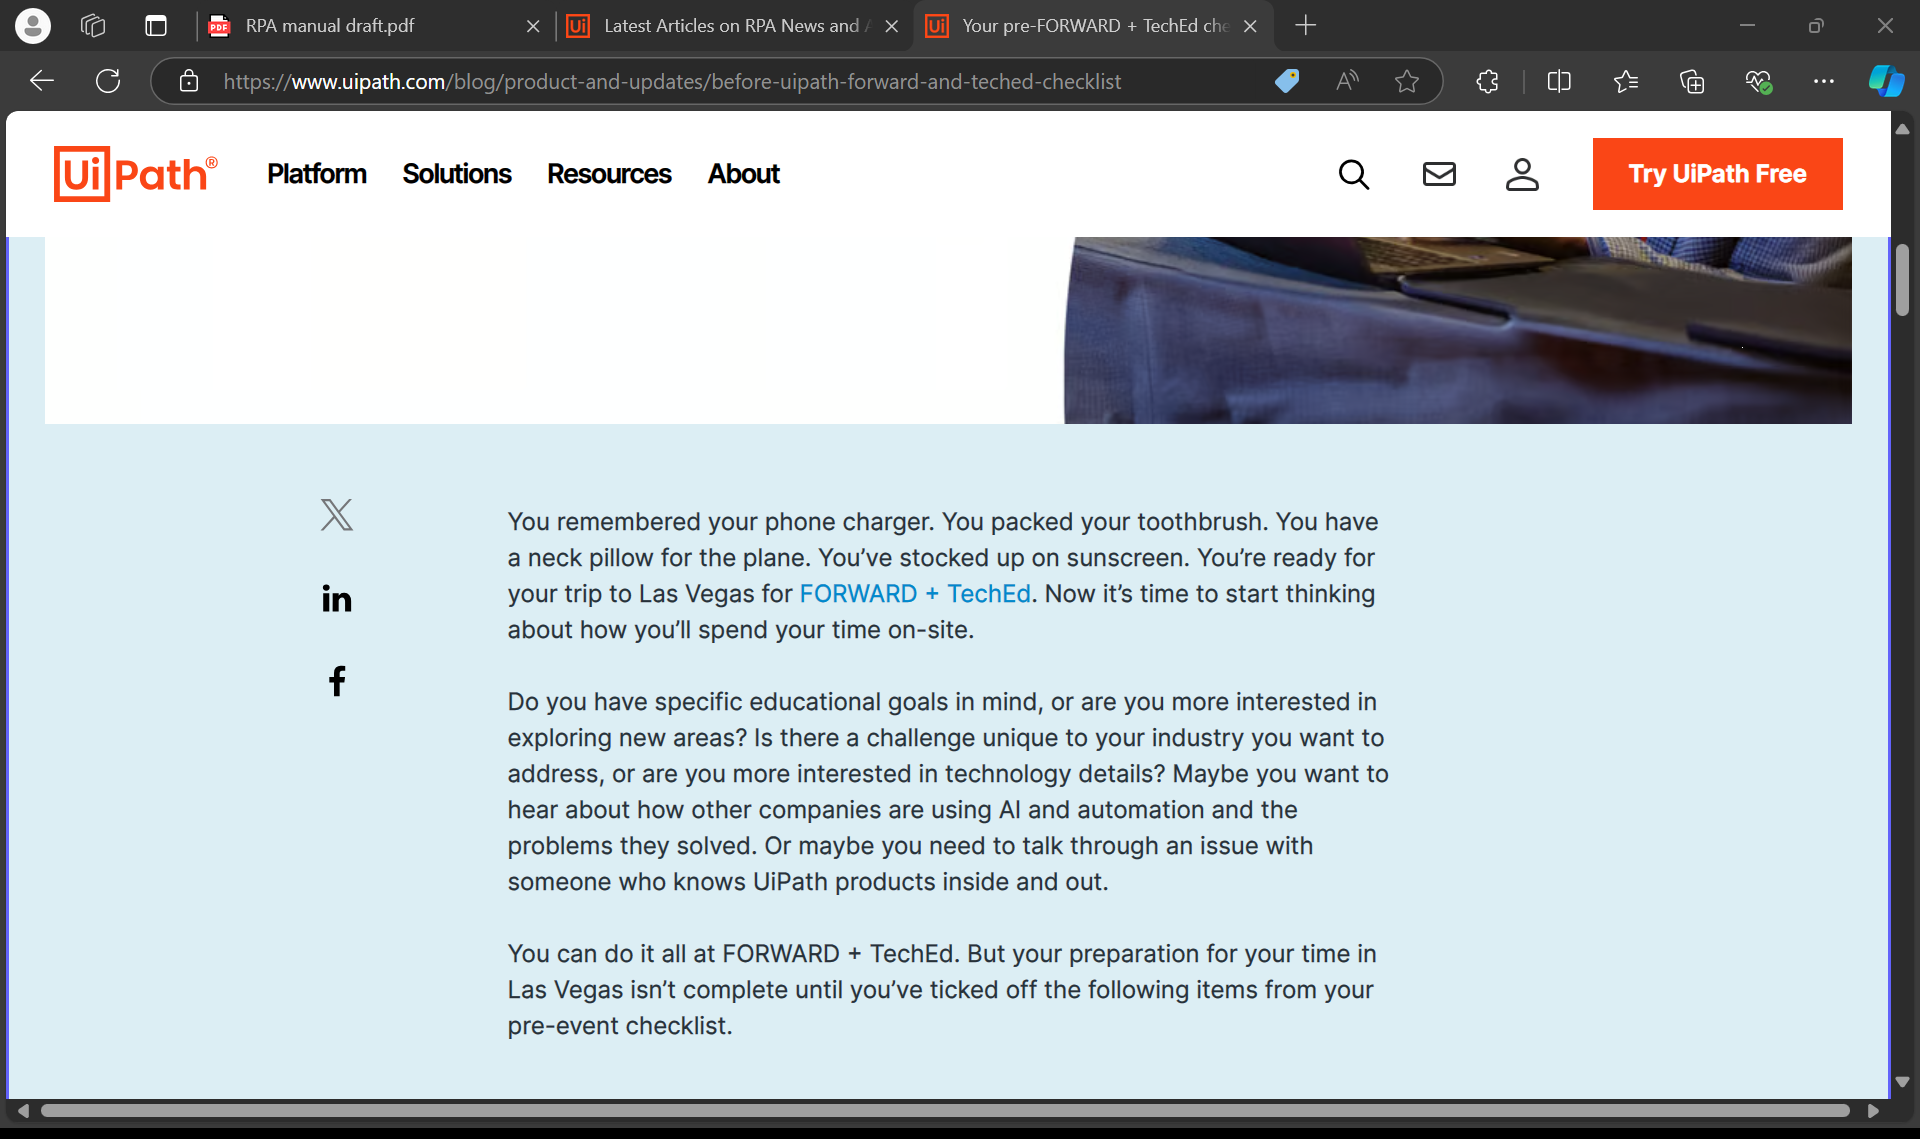 RPA manual draft.pdf
Latest Articles on RPA News and
Your pre-FORWARD + TechEd che
https://www.uipath.com/blog/product-and-updates/before-uipath-forward-and-teched-checklist
UiPath®
Platform
Solutions
Resources
About
Try UiPath Free
You remembered your phone charger. You packed your toothbrush. You have
a neck pillow for the plane. You’ve stocked up on sunscreen. You’re ready for
your trip to Las Vegas for FORWARD + TechEd. Now it’s time to start thinking
about how you’ll spend your time on-site.
Do you have specific educational goals in mind, or are you more interested in
exploring new areas? Is there a challenge unique to your industry you want to
address, or are you more interested in technology details? Maybe you want to
hear about how other companies are using AI and automation and the
problems they solved. Or maybe you need to talk through an issue with
someone who knows UiPath products inside and out.
You can do it all at FORWARD + TechEd. But your preparation for your time in
Las Vegas isn’t complete until you’ve ticked off the following items from your
pre-event checklist.